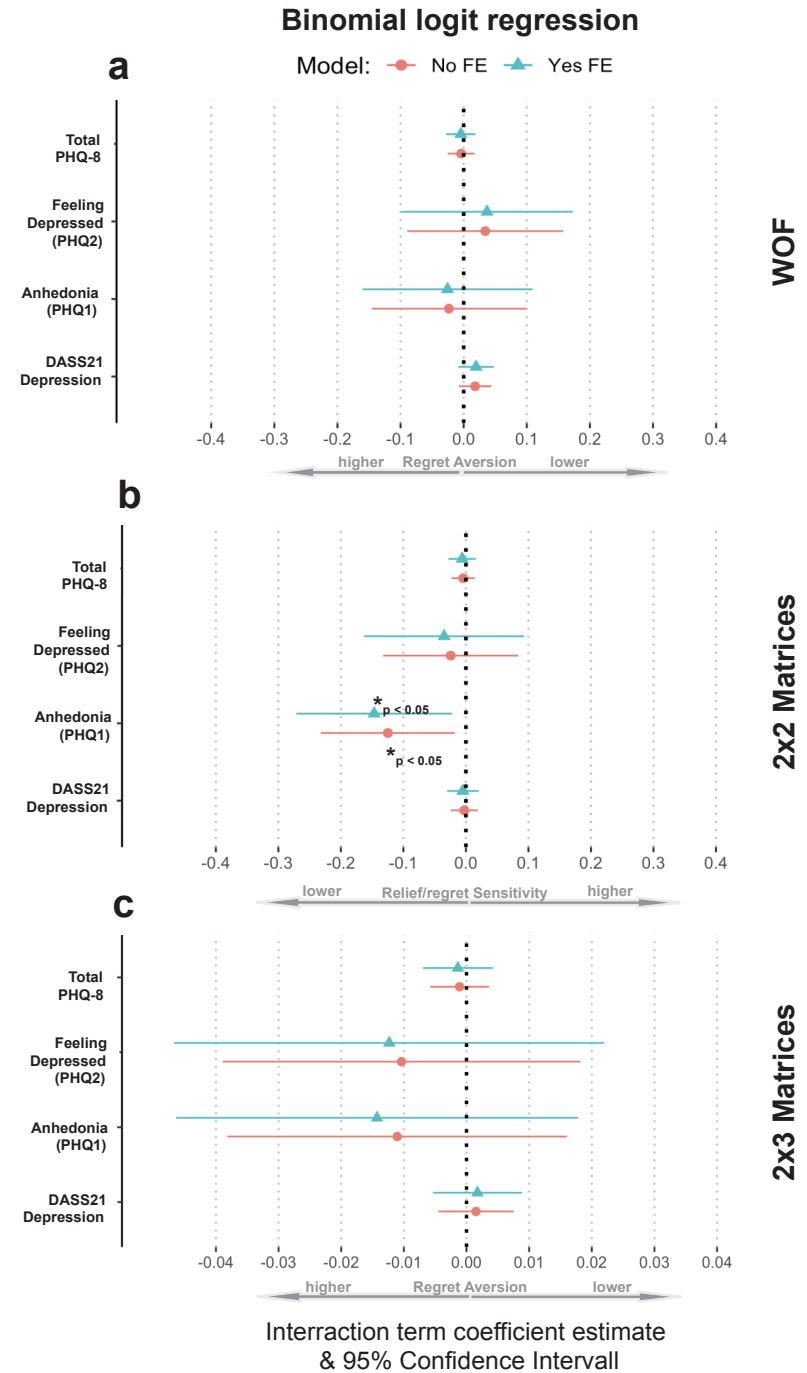 Binomial logit regression
a
Model: No FE Yes FE
Total
PHQ-8
Feeling
Depressed
(PHQ2)
Anhedonia
(PHQ1)
DASS21
Depression
WOF
-0.4 -0.3 -0.2 -0.1 0.0 0.1 0.2 0.3 0.4
higher Regret Aversion lower
b
Total
PHQ-8
Feeling
Depressed
(PHQ2)
Anhedonia
(PHQ1)
DASS21
Depression
* p < 0.05
* p < 0.05
2x2 Matrices
-0.4 -0.3 -0.2 -0.1 0.0 0.1 0.2 0.3 0.4
lower Relief/regret Sensitivity higher
c
Total
PHQ-8
Feeling
Depressed
(PHQ2)
Anhedonia
(PHQ1)
DASS21
Depression
2x3 Matrices
-0.04 -0.03 -0.02 -0.01 0.00 0.01 0.02 0.03 0.04
higher Regret Aversion lower
Interraction term coefficient estimate
& 95% Confidence Intervall